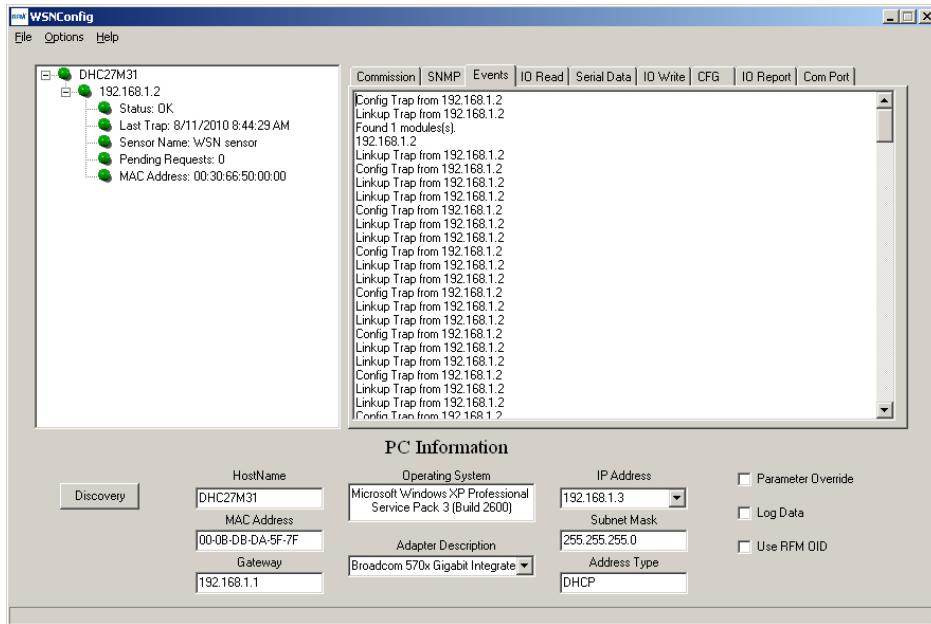 RFM WSNConfig
File Options Help
DHC27M31
192.168.1.2
Status: OK
Last Trap: 8/11/2010 8:44:29 AM
Sensor Name: WSN sensor
Pending Requests: 0
MAC Address: 00:30:66:50:00:00
Commission SNMP Events IO Read Serial Data IO Write CFG IO Report Com Port
Config Trap from 192.168.1.2
Linkup Trap from 192.168.1.2
Found 1 modules(s).
192.168.1.2
Linkup Trap from 192.168.1.2
Config Trap from 192.168.1.2
Linkup Trap from 192.168.1.2
Linkup Trap from 192.168.1.2
Config Trap from 192.168.1.2
Linkup Trap from 192.168.1.2
Linkup Trap from 192.168.1.2
Config Trap from 192.168.1.2
Linkup Trap from 192.168.1.2
Linkup Trap from 192.168.1.2
Config Trap from 192.168.1.2
Linkup Trap from 192.168.1.2
Linkup Trap from 192.168.1.2
Config Trap from 192.168.1.2
Linkup Trap from 192.168.1.2
Linkup Trap from 192.168.1.2
Config Trap from 192.168.1.2
Linkup Trap from 192.168.1.2
Linkup Trap from 192.168.1.2
Config Trap from 192.168.1.2
PC Information
Discovery
HostName
DHC27M31
MAC Address
00-0B-DB-DA-5F-7F
Gateway
192.168.1.1
Operating System
Microsoft Windows XP Professional
Service Pack 3 (Build 2600)
Adapter Description
Broadcom 570x Gigabit Integrate
IP Address
192.168.1.3
Subnet Mask
255.255.255.0
Address Type
DHCP
Parameter Override
Log Data
Use RFM OID